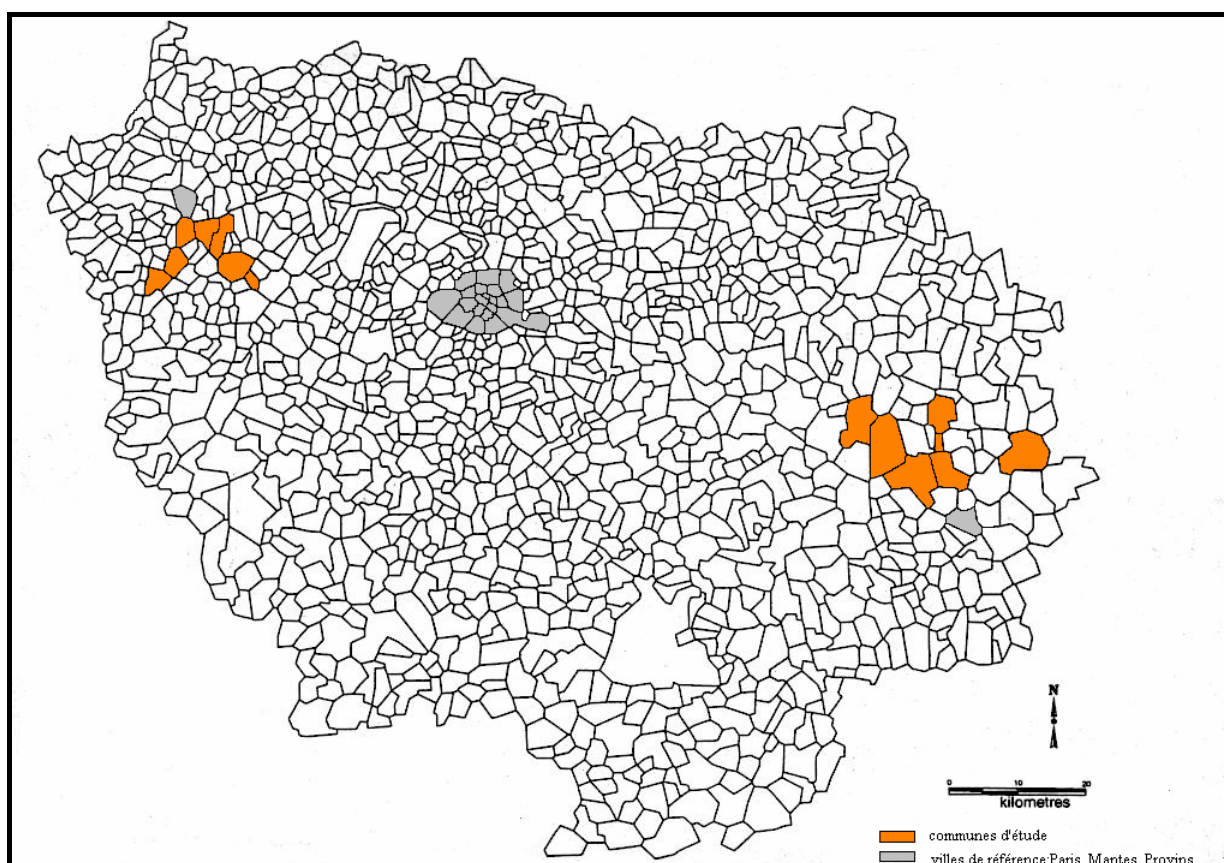 N
0 10 20
kilometres
communes d'étude
villes de référence:Paris, Mantes, Provins